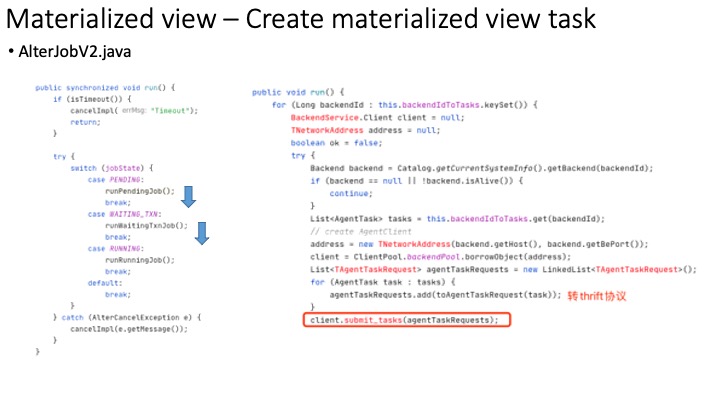 Materialized view – Create materialized view task
• AlterJobV2.java
public synchronized void run() {
if (isTimeout()) {
cancelImpl( errMsg: "Timeout");
return;
}
try {
switch (jobState) {
case PENDING:
runPendingJob();
break;
case WAITING_TXN:
runWaitingTxnJob();
break;
case RUNNING:
runRunningJob();
break;
default:
break;
}
} catch (AlterCancelException e) {
cancelImpl(e.getMessage());
}
}
public void run() {
for (Long backendId : this.backendIdToTasks.keySet()) {
BackendService.Client client = null;
TNetworkAddress address = null;
boolean ok = false;
try {
Backend backend = Catalog.getCurrentSystemInfo().getBackend(backendId);
if (backend == null || !backend.isAlive()) {
continue;
}
List<AgentTask> tasks = this.backendIdToTasks.get(backendId);
// create AgentClient
address = new TNetworkAddress(backend.getHost(), backend.getBePort());
client = ClientPool.backendPool.borrowObject(address);
List<TAgentTaskRequest> agentTaskRequests = new LinkedList<TAgentTaskRequest>();
for (AgentTask task : tasks) {
agentTaskRequests.add(toAgentTaskRequest(task)); 转thrift协议
}
client.submit_tasks(agentTaskRequests);